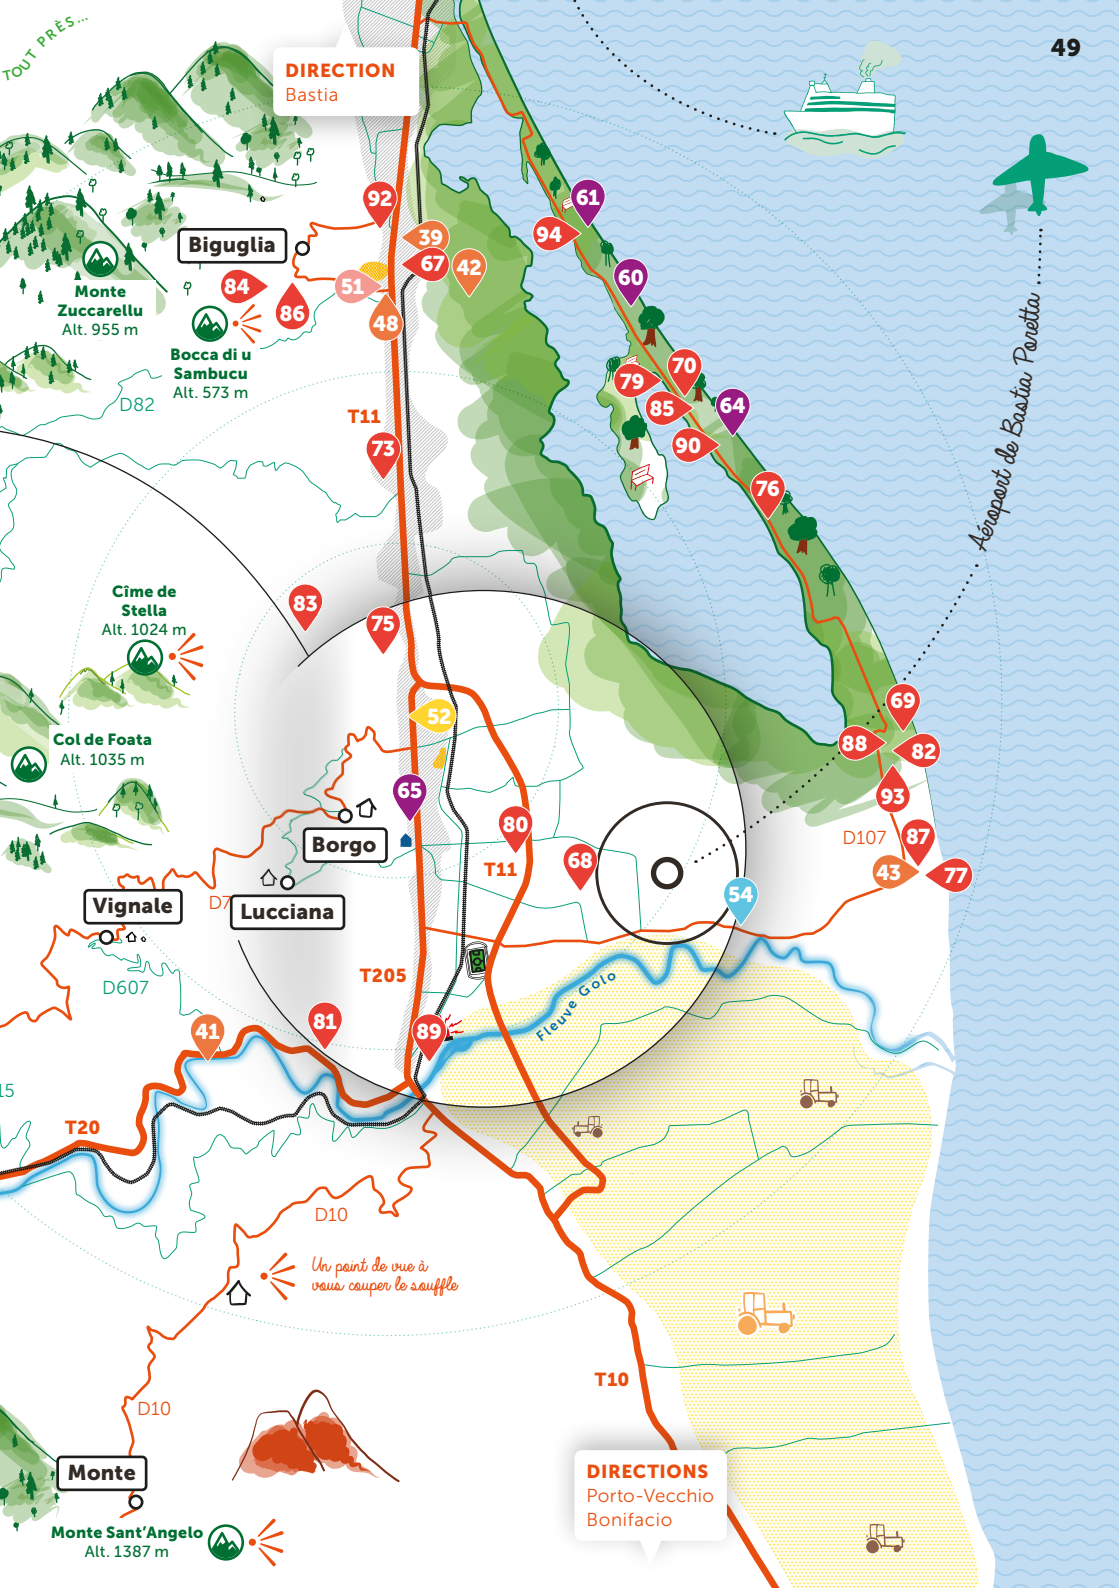 TOUT PRÈS...
49
DIRECTION
Bastia
92
61
94
39
Biguglia
67
42
60
84
51
86
48
Monte
Zuccarellu
Alt. 955 m
Bocca di u
Sambucu
Alt. 573 m
70
79
85
64
D82
T11
90
73
76
Aéroport de Bastia Poretta
Cîme de
Stella
Alt. 1024 m
83
75
69
52
88
82
Col de Foata
Alt. 1035 m
65
93
80
Borgo
D107
87
T11
68
43
77
54
Lucciana
D7
Vignale
T205
D607
Fleuve Golo
41
81
89
15
T20
D10
Un point de vue à
vous couper le souffle
T10
D10
Monte
DIRECTIONS
Porto-Vecchio
Bonifacio
Monte Sant'Angelo
Alt. 1387 m